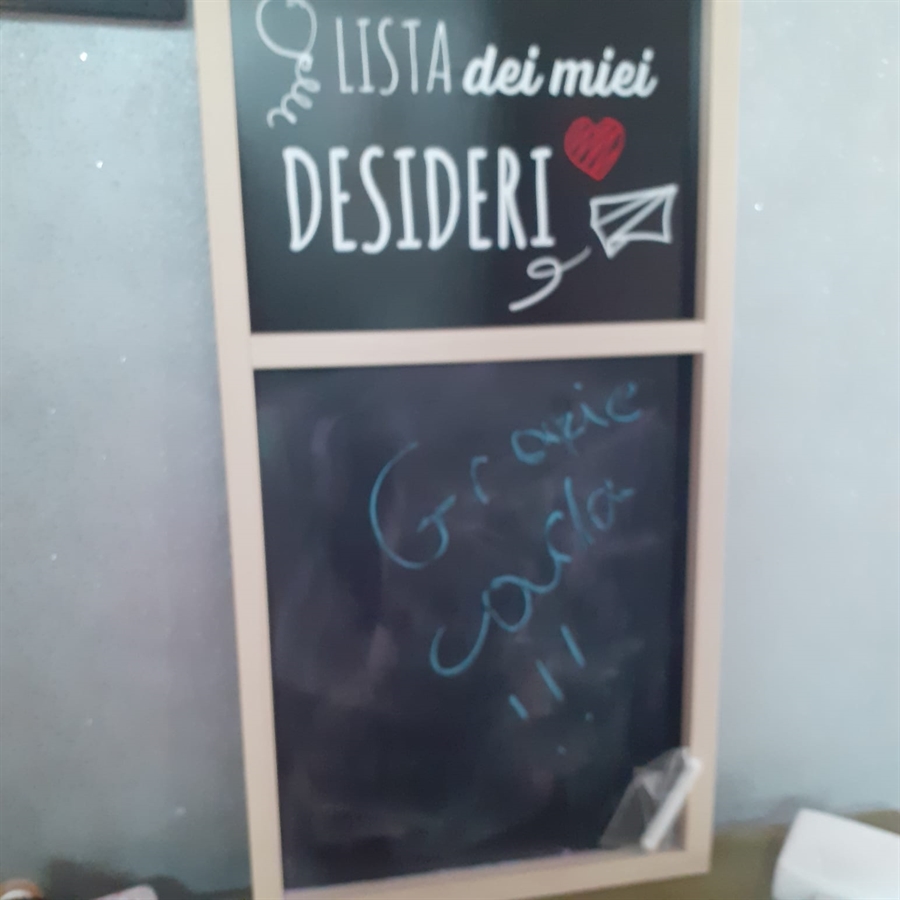 LISTA dei miei
DESIDERI
Grazie
carla
!!!